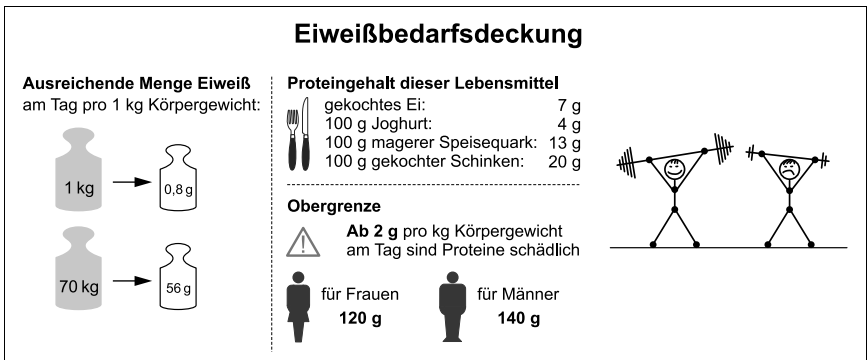 Eiweißbedarfsdeckung
Ausreichende Menge Eiweiß
am Tag pro 1 kg Körpergewicht:
1 kg
0,8 g
70 kg
56 g
Proteingehalt dieser Lebensmittel
gekochtes Ei: 7 g
100 g Joghurt: 4 g
100 g magerer Speisequark: 13 g
100 g gekochter Schinken: 20 g
Obergrenze
Ab 2 g pro kg Körpergewicht
am Tag sind Proteine schädlich
für Frauen
120 g
für Männer
140 g